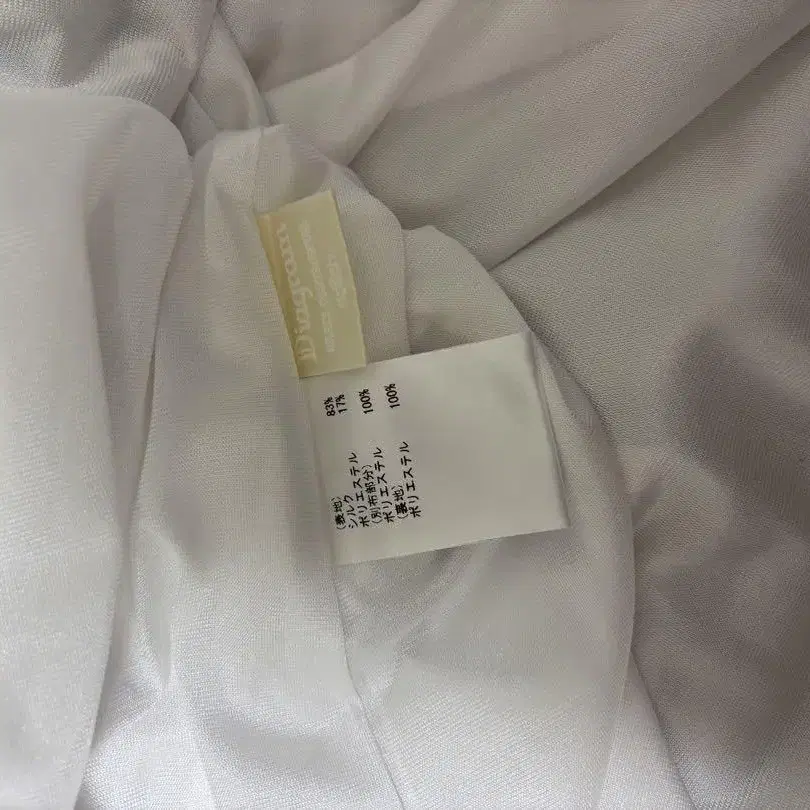 Diagram
(表地)
シルク 83%
ポリエステル 17%
(別布部分)
ポリエステル 100%
(裏地)
ポリエステル 100%